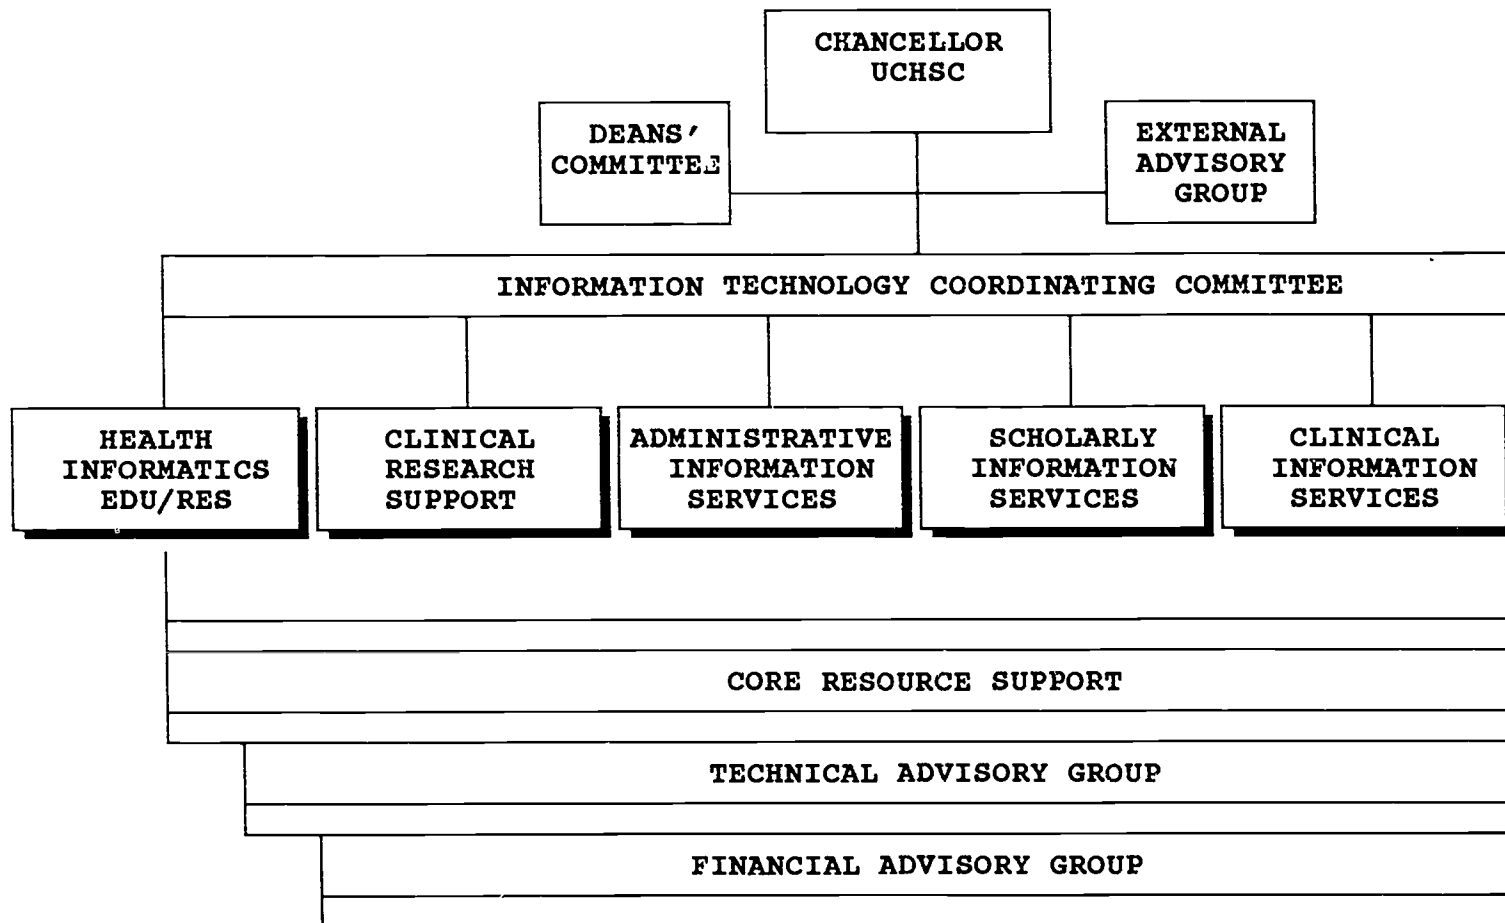 CHANCELLOR
UCHSC
DEANS'
COMMITTEE
EXTERNAL
ADVISORY
GROUP
INFORMATION TECHNOLOGY COORDINATING COMMITTEE
HEALTH
INFORMATICS
EDU/RES
CLINICAL
RESEARCH
SUPPORT
ADMINISTRATIVE
INFORMATION
SERVICES
SCHOLARLY
INFORMATION
SERVICES
CLINICAL
INFORMATION
SERVICES
CORE RESOURCE SUPPORT
TECHNICAL ADVISORY GROUP
FINANCIAL ADVISORY GROUP